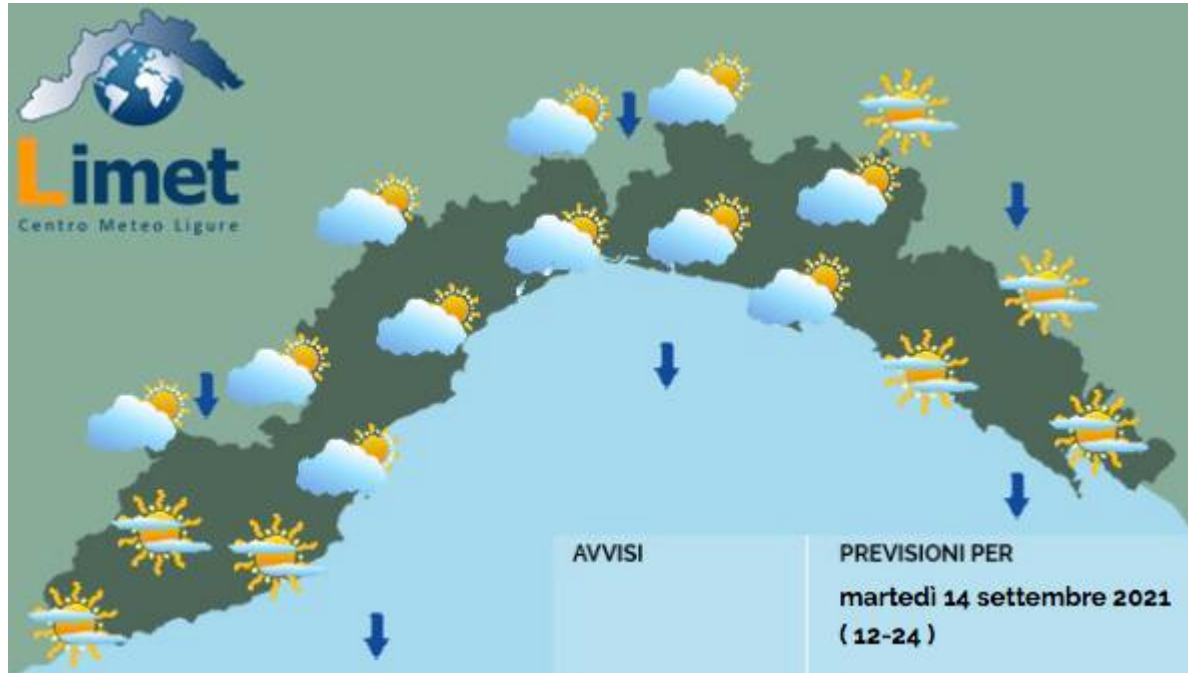 Limet
Centro Meteo Ligure
AVVISI
PREVISIONI PER
martedì 14 settembre 2021
( 12-24 )